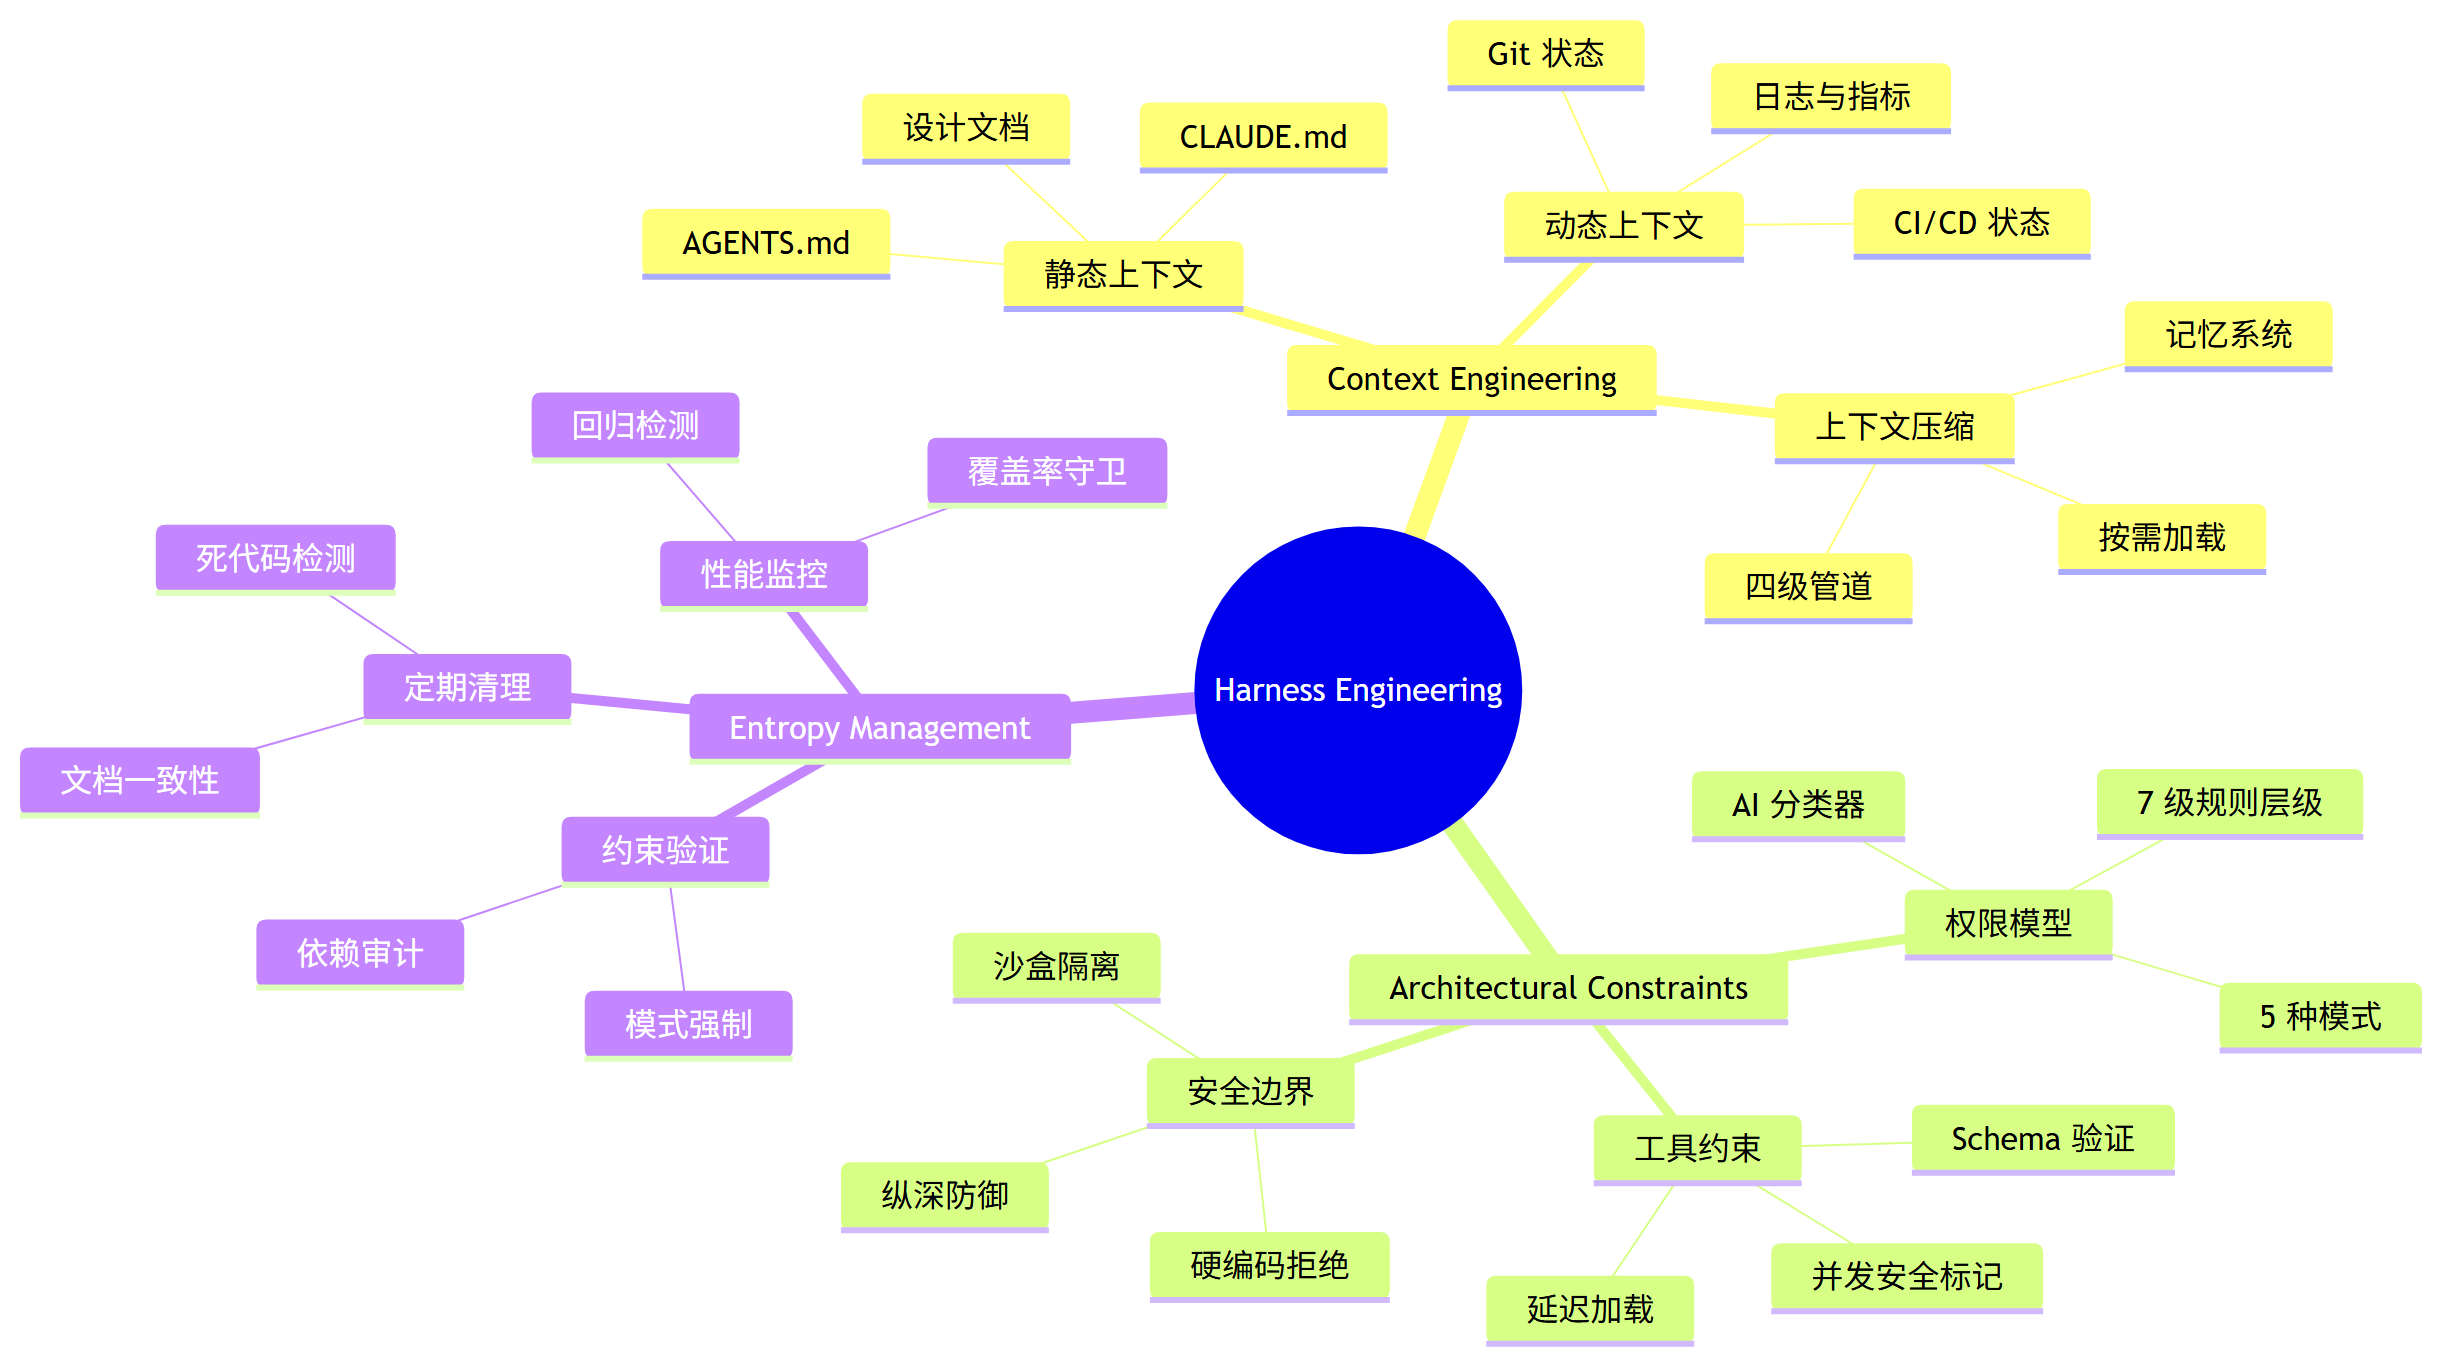 Harness Engineering
Context Engineering
静态上下文
AGENTS.md
设计文档
CLAUDE.md
动态上下文
Git 状态
日志与指标
CI/CD 状态
上下文压缩
记忆系统
按需加载
四级管道
Architectural Constraints
权限模型
AI 分类器
7 级规则层级
5 种模式
工具约束
Schema 验证
并发安全标记
延迟加载
安全边界
沙盒隔离
纵深防御
硬编码拒绝
Entropy Management
性能监控
回归检测
覆盖率守卫
定期清理
死代码检测
文档一致性
约束验证
依赖审计
模式强制